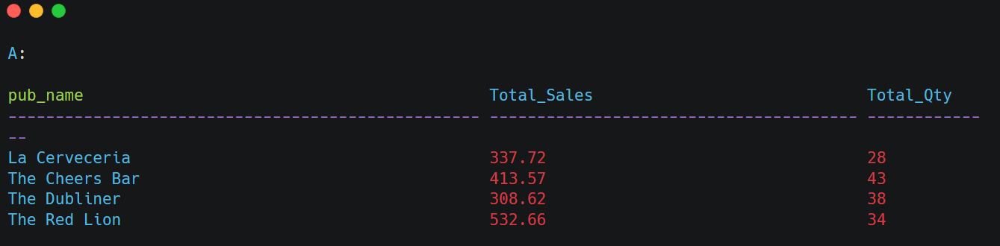 A:
pub_name Total_Sales Total_Qty
-------------------------------------------------- --------------------------------------- ------------
--
La Cerveceria 337.72 28
The Cheers Bar 413.57 43
The Dubliner 308.62 38
The Red Lion 532.66 34